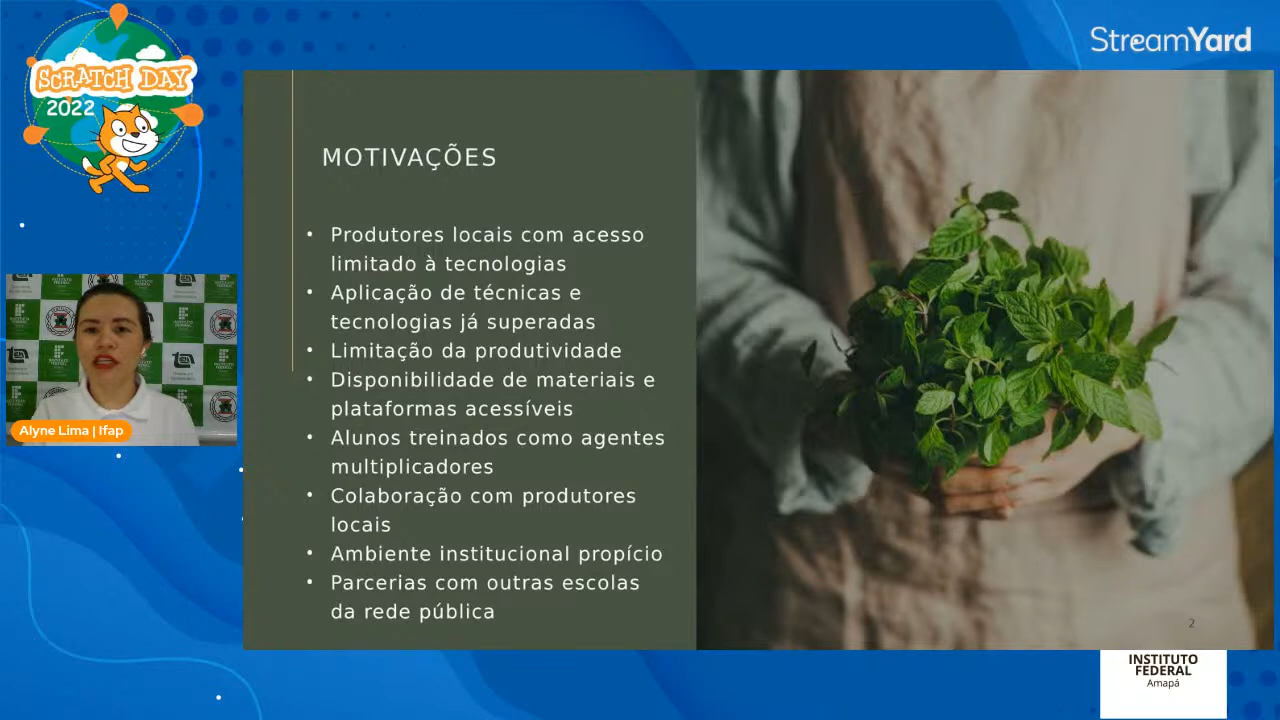 SCRATCH DAY
2022
StreamYard
MOTIVAÇÕES
• Produtores locais com acesso
limitado à tecnologias
• Aplicação de técnicas e
tecnologias já superadas
• Limitação da produtividade
• Disponibilidade de materiais e
plataformas acessíveis
• Alunos treinados como agentes
multiplicadores
• Colaboração com produtores
locais
• Ambiente institucional propício
• Parcerias com outras escolas
da rede pública
2
Alyne Lima | Ifap
INSTITUTO
FEDERAL
Amapá